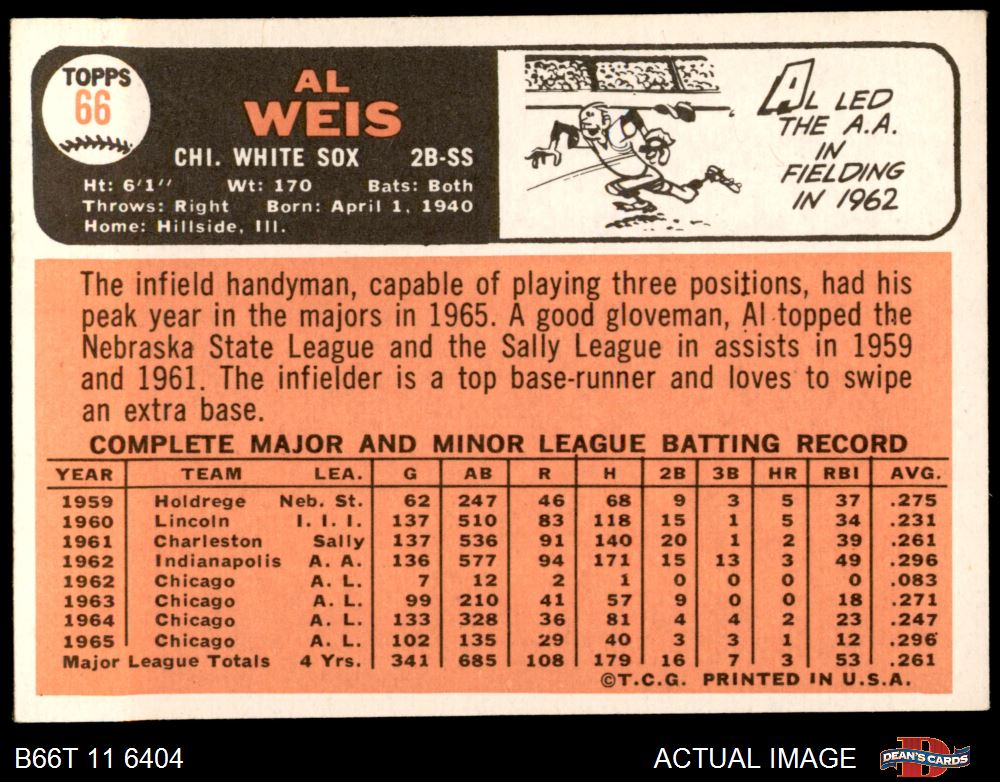 TOPPS
66
AL
WEIS
CHI. WHITE SOX 2B-SS
Ht: 6'1" Wt: 170 Bats: Both
Throws: Right Born: April 1, 1940
Home: Hillside, Ill.
AL LED
THE A.A.
IN
FIELDING
IN 1962
The infield handyman, capable of playing three positions, had his
peak year in the majors in 1965. A good gloveman, Al topped the
Nebraska State League and the Sally League in assists in 1959
and 1961. The infielder is a top base-runner and loves to swipe
an extra base.
COMPLETE MAJOR AND MINOR LEAGUE BATTING RECORD
YEAR TEAM LEA. G AB R H 2B 3B HR RBI AVG.
1959 Holdrege Neb. St. 62 247 46 68 9 3 5 37 .275
1960 Lincoln I. I. I. 137 510 83 118 15 1 5 34 .231
1961 Charleston Sally 137 536 91 140 20 1 2 39 .261
1962 Indianapolis A. A. 136 577 94 171 15 13 3 49 .296
1962 Chicago A. L. 7 12 2 1 0 0 0 0 .083
1963 Chicago A. L. 99 210 41 57 9 0 0 18 .271
1964 Chicago A. L. 133 328 36 81 4 4 2 23 .247
1965 Chicago A. L. 102 135 29 40 3 3 1 12 .296
Major League Totals 4 Yrs. 341 685 108 179 16 7 3 53 .261
©T.C.G. PRINTED IN U.S.A.
B66T 11 6404 ACTUAL IMAGE DEAN'S CARDS